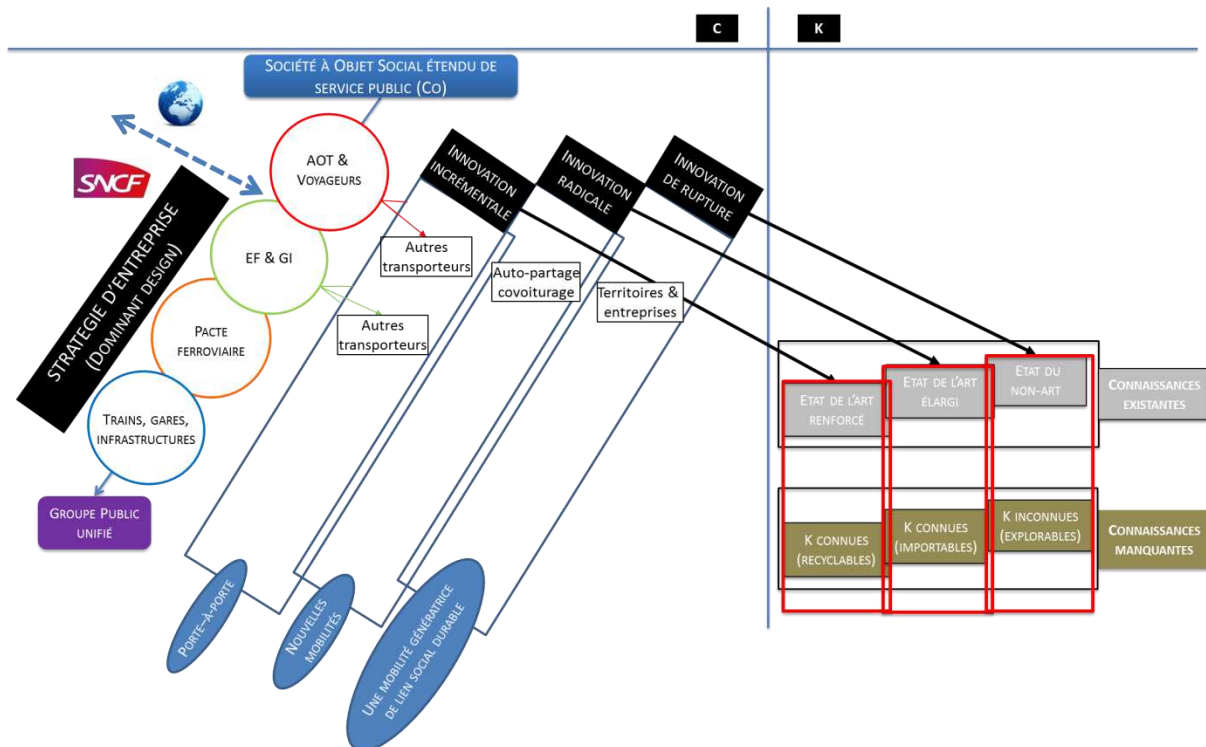 C
K
SOCIÉTÉ À OBJET SOCIAL ÉTENDU DE
SERVICE PUBLIC (CO)
SNCF
STRATEGIE D'ENTREPRISE
(DOMINANT DESIGN)
AOT &
VOYAGEURS
EF & GI
PACTE
FERROVIAIRE
TRAINS, GARES,
INFRASTRUCTURES
GROUPE PUBLIC
UNIFIÉ
Autres
transporteurs
Autres
transporteurs
INNOVATION
INCRÉMENTALE
INNOVATION
RADICALE
INNOVATION
DE RUPTURE
Auto-partage
covoiturage
Territoires &
entreprises
PORTE–À-PORTE
NOUVELLES
MOBILITÉS
UNE MOBILITÉ GÉNÉRATRICE
DE LIEN SOCIAL DURABLE
ETAT DE L'ART
RENFORCÉ
ETAT DE L'ART
ÉLARGI
ETAT DU
NON-ART
CONNAISSANCES
EXISTANTES
K CONNUES
(RECYCLABLES)
K CONNUES
(IMPORTABLES)
K INCONNUES
(EXPLORABLES)
CONNAISSANCES
MANQUANTES